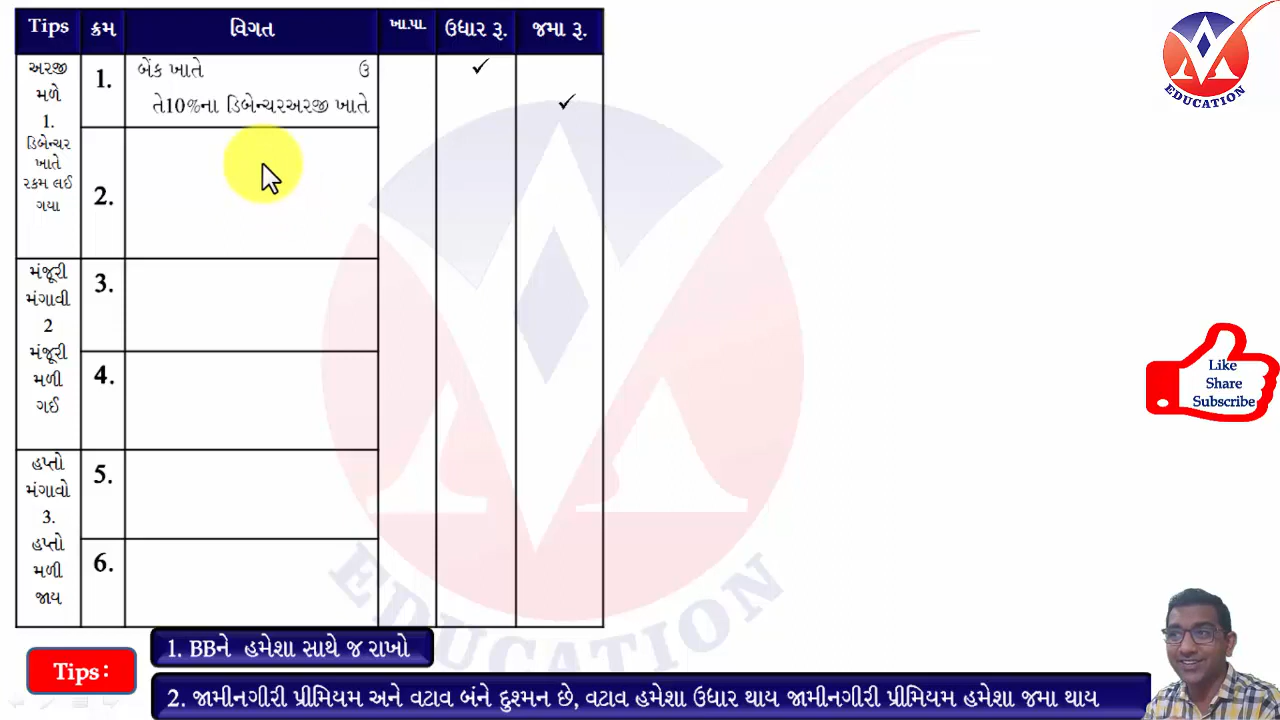 Tips ક્રમ વિગત ખા.પા. ઉધાર રૂ. જમા રૂ.
અરજી
મળે
1.
ડિબેન્ચર
ખાતે
રકમ લઈ
ગયા
1. બેંક ખાતે ઉ ✓
તે10%ના ડિબેન્ચરઅરજી ખાતે ✓
2.
મંજૂરી
મંગાવી
2
મંજૂરી
મળી
ગઈ
3.
4.
હપ્તો
મંગાવો
3.
હપ્તો
મળી
જાય
5.
6.
Tips:
1. BBને હમેશા સાથે જ રાખો
2. જામીનગીરી પ્રીમિયમ અને વટાવ બંને દુશ્મન છે, વટાવ હમેશા ઉધાર થાય જામીનગીરી પ્રીમિયમ હમેશા જમા થાય
EDUCATION
EDUCATION
Like
Share
Subscribe